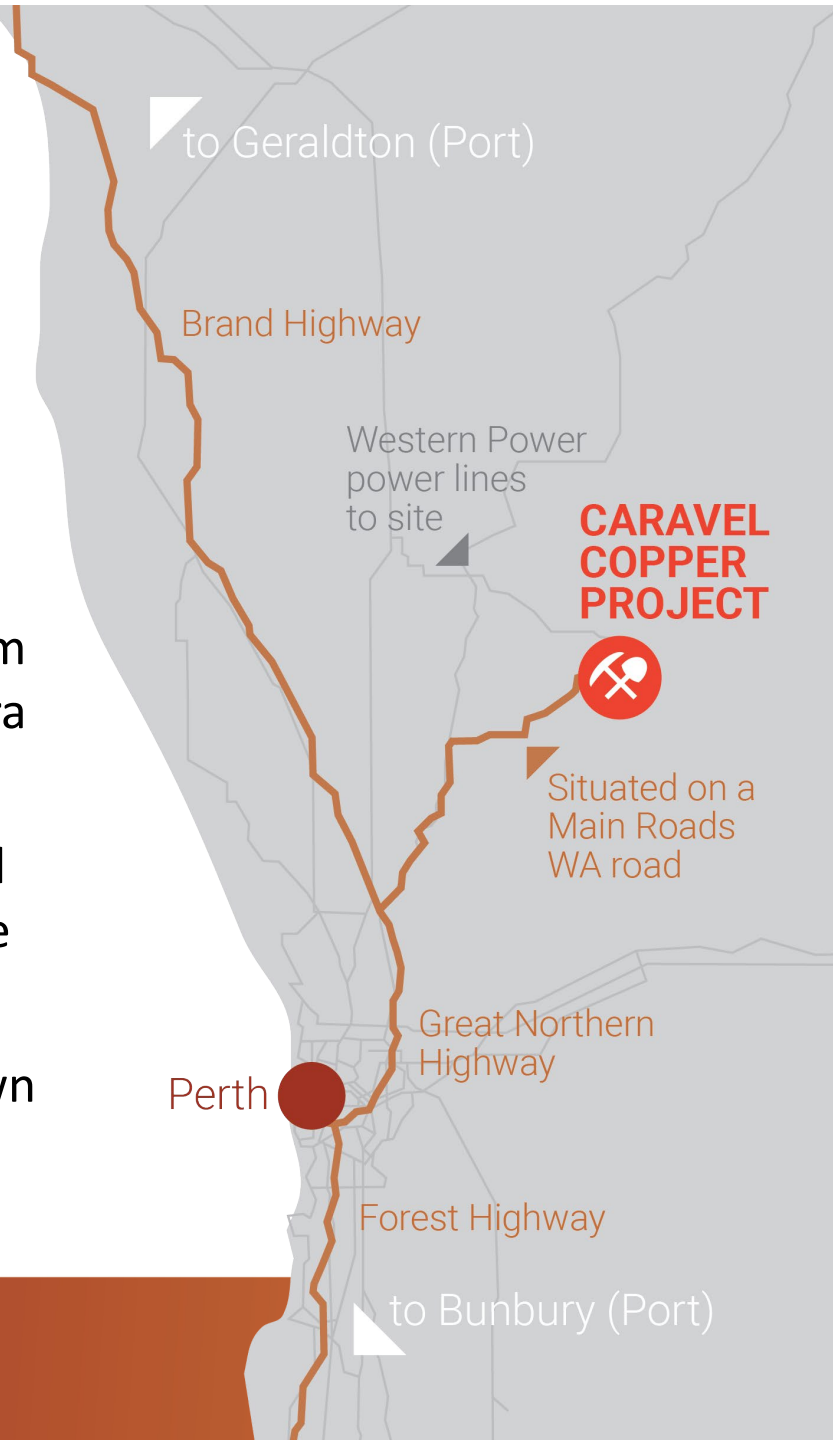 to Geraldton (Port)
Brand Highway
Western Power
power lines
to site
CARAVEL
COPPER
PROJECT
Situated on a
Main Roads
WA road
Great Northern
Highway
Perth
Forest Highway
to Bunbury (Port)